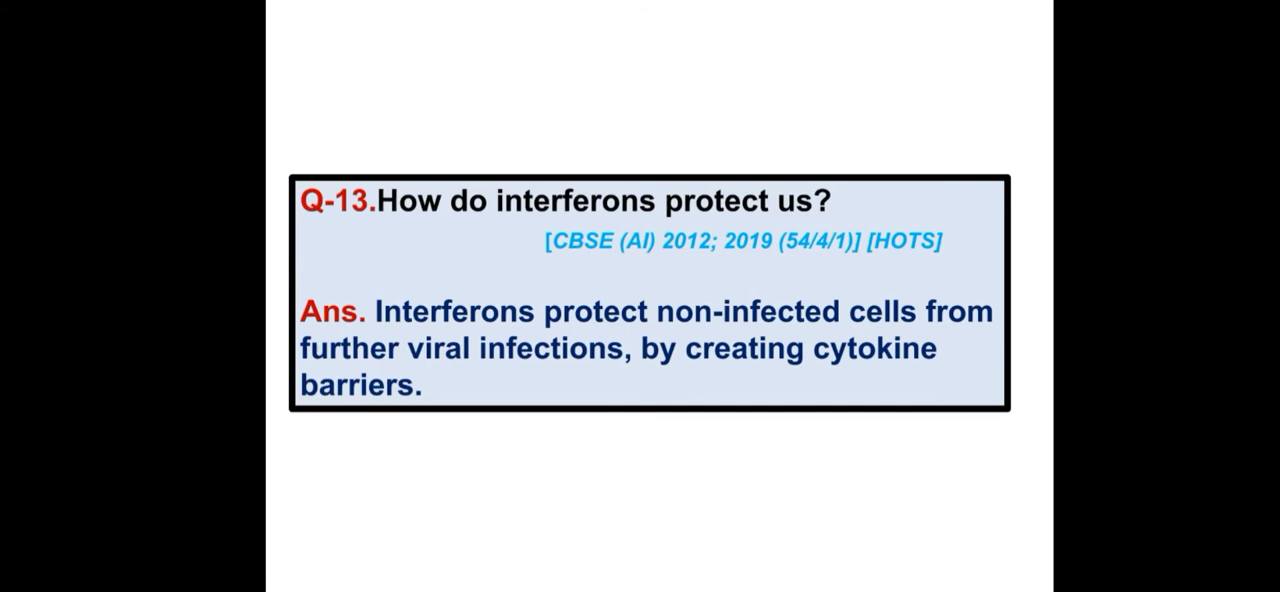 Q-13.How do interferons protect us?
[CBSE (AI) 2012; 2019 (54/4/1)] [HOTS]
Ans. Interferons protect non-infected cells from
further viral infections, by creating cytokine
barriers.